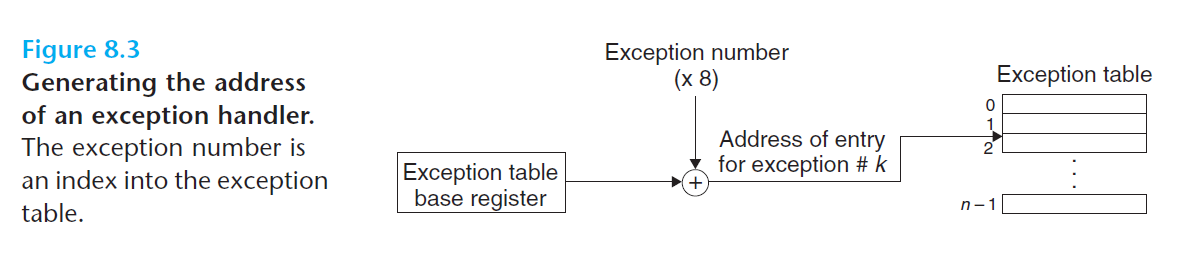 Figure 8.3
Generating the address
of an exception handler.
The exception number is
an index into the exception
table.
Exception number
(x 8)
Exception table
base register
+
Address of entry
for exception # k
Exception table
0
1
2
. . .
n – 1